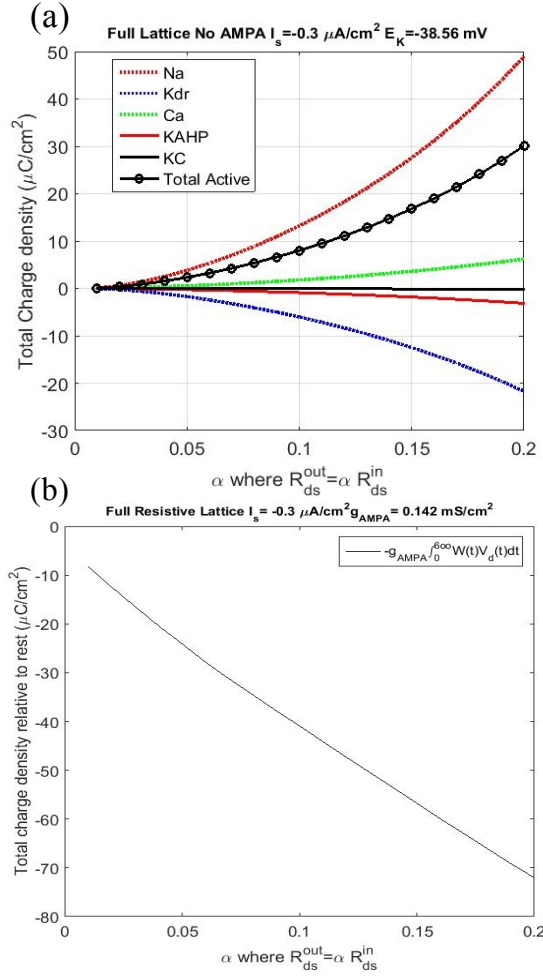 (a)
Full Lattice No AMPA I_s=-0.3 μA/cm² E_K=-38.56 mV
Total Charge density (μC/cm²)
50
40
30
20
10
0
-10
-20
-30
Na
Kdr
Ca
KAHP
KC
Total Active
0
0.05
0.1
0.15
0.2
α where R_ds^out=α R_ds^in
(b)
Full Resistive Lattice I_s= -0.3 μA/cm²g_AMPA= 0.142 mS/cm²
Total charge density relative to rest (μC/cm²)
0
-10
-20
-30
-40
-50
-60
-70
-80
-g_AMPA∫_0^600 W(t)V_d(t)dt
0
0.05
0.1
0.15
0.2
α where R_ds^out=α R_ds^in